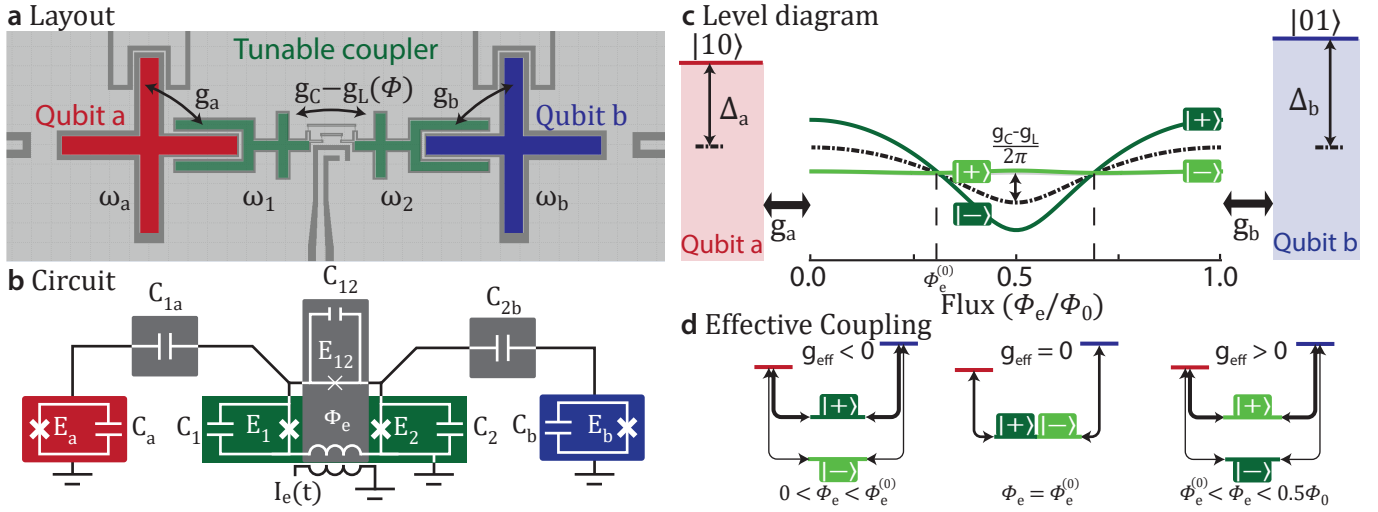 a Layout
Tunable coupler
g_a
g_C−g_L(Φ)
g_b
Qubit a
Qubit b
ω_a
ω_1
ω_2
ω_b
b Circuit
C_12
C_1a
C_2b
E_12
E_a
C_a
C_1
E_1
Φ_e
E_2
C_2
C_b
E_b
I_e(t)
c Level diagram
|10⟩
|01⟩
Δ_a
Δ_b
g_C-g_L
2π
|+⟩
|+⟩
|−⟩
|−⟩
g_a
g_b
Qubit a
Qubit b
0.0
Φ_e^(0)
0.5
1.0
Flux (Φ_e/Φ_0)
d Effective Coupling
g_eff < 0
g_eff = 0
g_eff > 0
|+⟩
|+⟩
|−⟩
|+⟩
|−⟩
|−⟩
0 < Φ_e < Φ_e^(0)
Φ_e = Φ_e^(0)
Φ_e^(0) < Φ_e < 0.5Φ_0